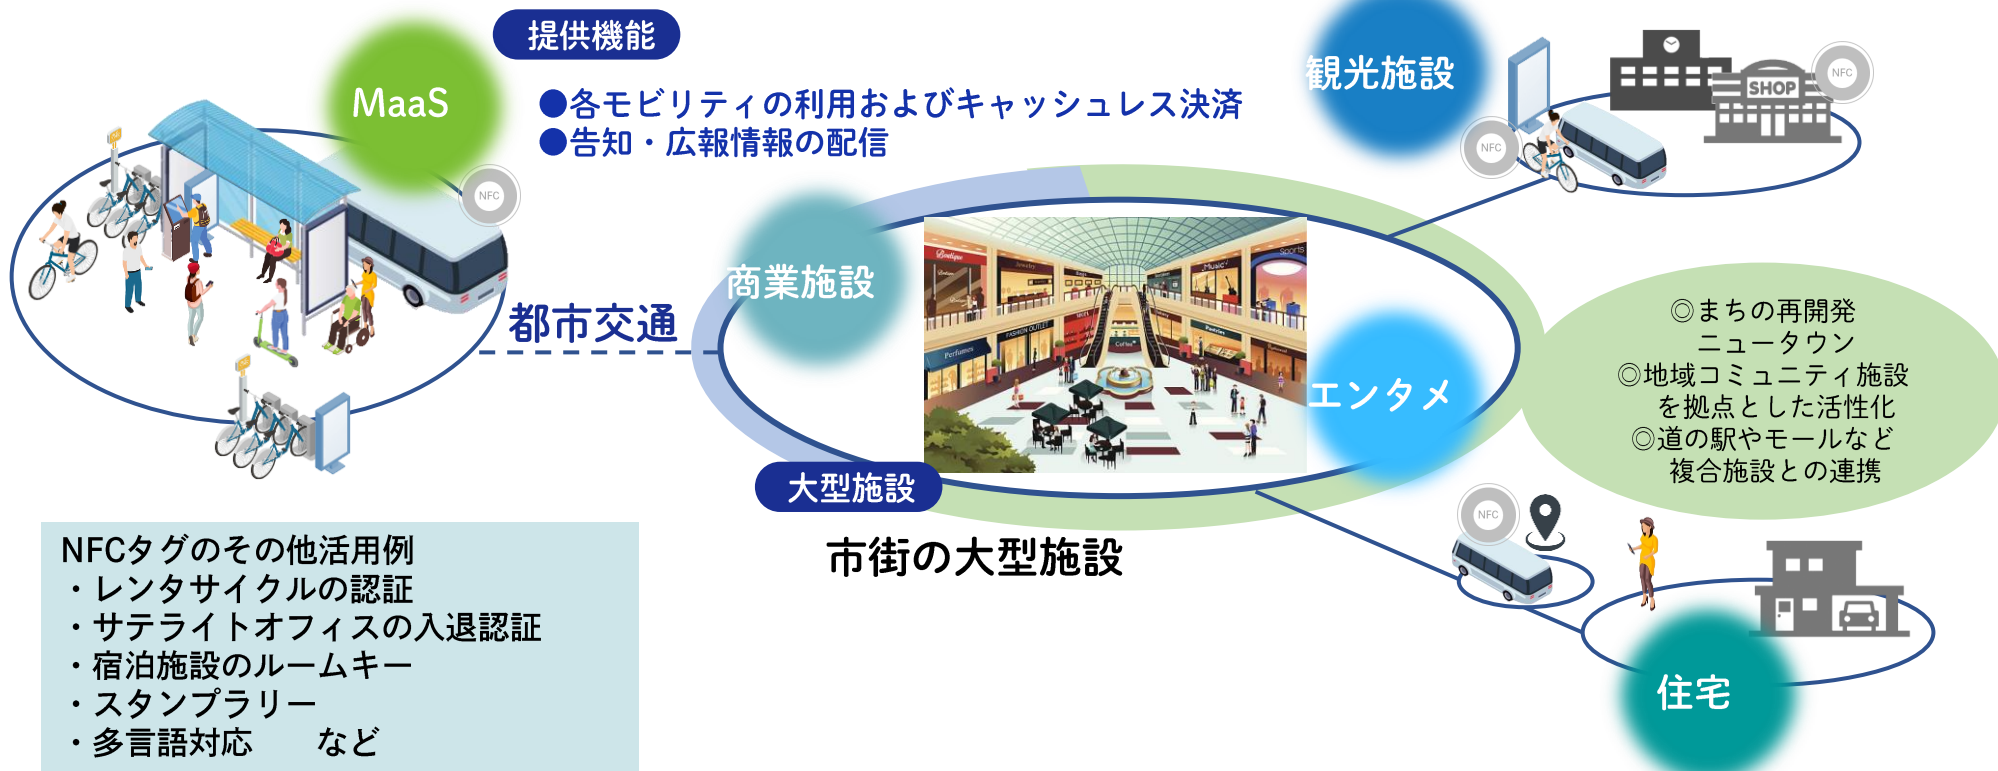 提供機能
MaaS
●各モビリティの利用およびキャッシュレス決済
●告知・広報情報の配信
観光施設
SHOP
NFC
NFC
NFC
商業施設
都市交通
Boutique
Jewelry
Music
Sports
FASHION OUTLET
Perfumes
Pastries
Coffee
エンタメ
◎まちの再開発
ニュータウン
◎地域コミュニティ施設
を拠点とした活性化
◎道の駅やモールなど
複合施設との連携
大型施設
市街の大型施設
NFC
NFCタグのその他活用例
・レンタサイクルの認証
・サテライトオフィスの入退認証
・宿泊施設のルームキー
・スタンプラリー
・多言語対応　　など
住宅